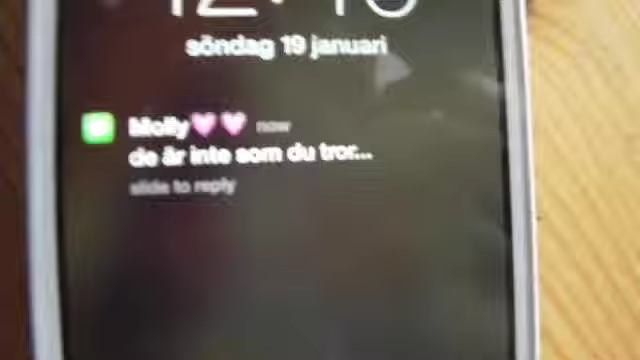 söndag 19 januari
Molly💗💗 now
de är inte som du tror...
slide to reply